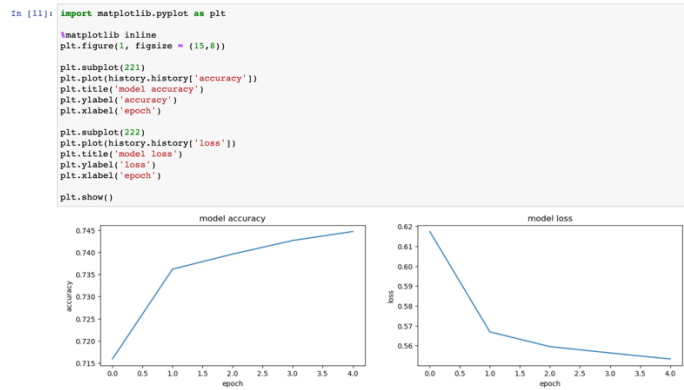 In [11]: import matplotlib.pyplot as plt
%matplotlib inline
plt.figure(1, figsize = (15,8))
plt.subplot(221)
plt.plot(history.history['accuracy'])
plt.title('model accuracy')
plt.ylabel('accuracy')
plt.xlabel('epoch')
plt.subplot(222)
plt.plot(history.history['loss'])
plt.title('model loss')
plt.ylabel('loss')
plt.xlabel('epoch')
plt.show()
model accuracy
0.745
0.740
0.735
0.730
0.725
0.720
0.715
accuracy
0.0 0.5 1.0 1.5 2.0 2.5 3.0 3.5 4.0
epoch
model loss
0.62
0.61
0.60
0.59
0.58
0.57
0.56
loss
0.0 0.5 1.0 1.5 2.0 2.5 3.0 3.5 4.0
epoch